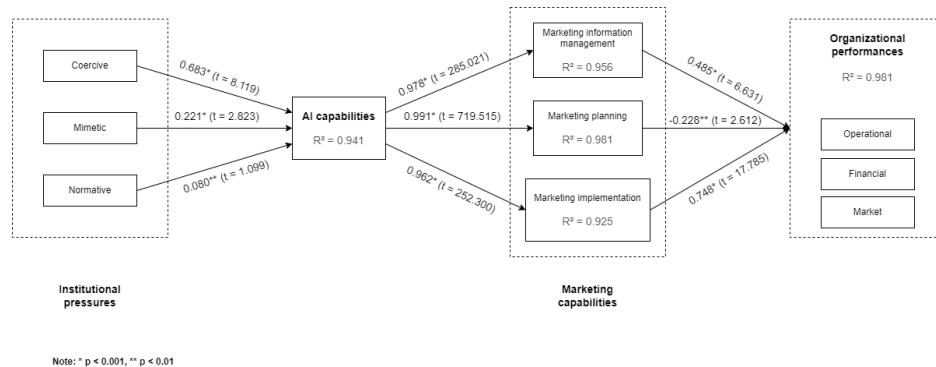 Coercive
Mimetic
Normative
0.683* (t = 8.119)
0.221* (t = 2.823)
0.080** (t = 1.099)
AI capabilities
R² = 0.941
0.978* (t = 285.021)
0.991* (t = 719.515)
0.962* (t = 252.300)
Marketing information
management
R² = 0.956
Marketing planning
R² = 0.981
Marketing implementation
R² = 0.925
0.485* (t = 6.631)
-0.228** (t = 2.612)
0.748* (t = 17.785)
Organizational
performances
R² = 0.981
Operational
Financial
Market
Institutional
pressures
Marketing
capabilities
Note: * p < 0.001, ** p < 0.01